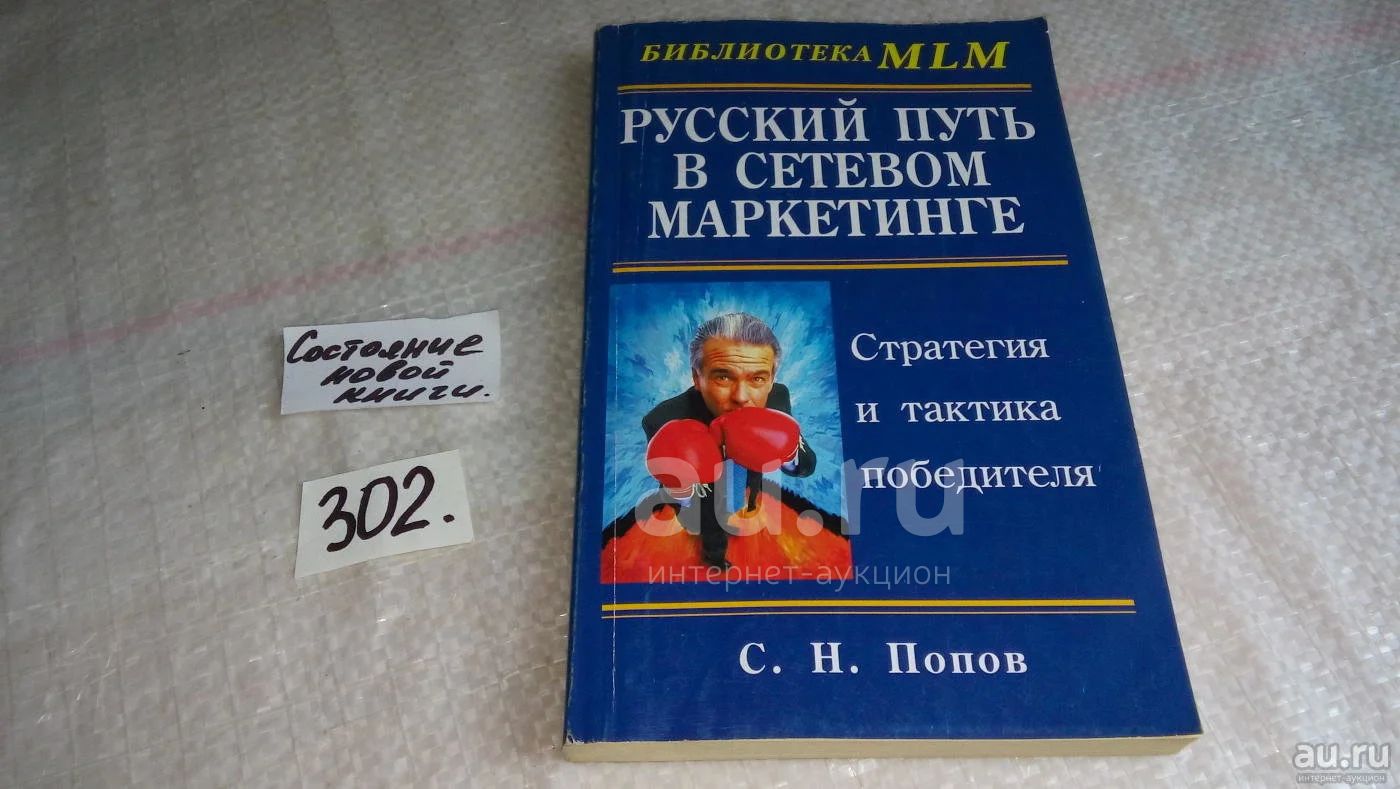 БИБЛИОТЕКА MLM
РУССКИЙ ПУТЬ
В СЕТЕВОМ
МАРКЕТИНГЕ
Стратегия
и тактика
победителя
С. Н. Попов
Состояние
новой
книги.
302.
au.ru
интернет-аукцион
au.ru
интернет-аукцион